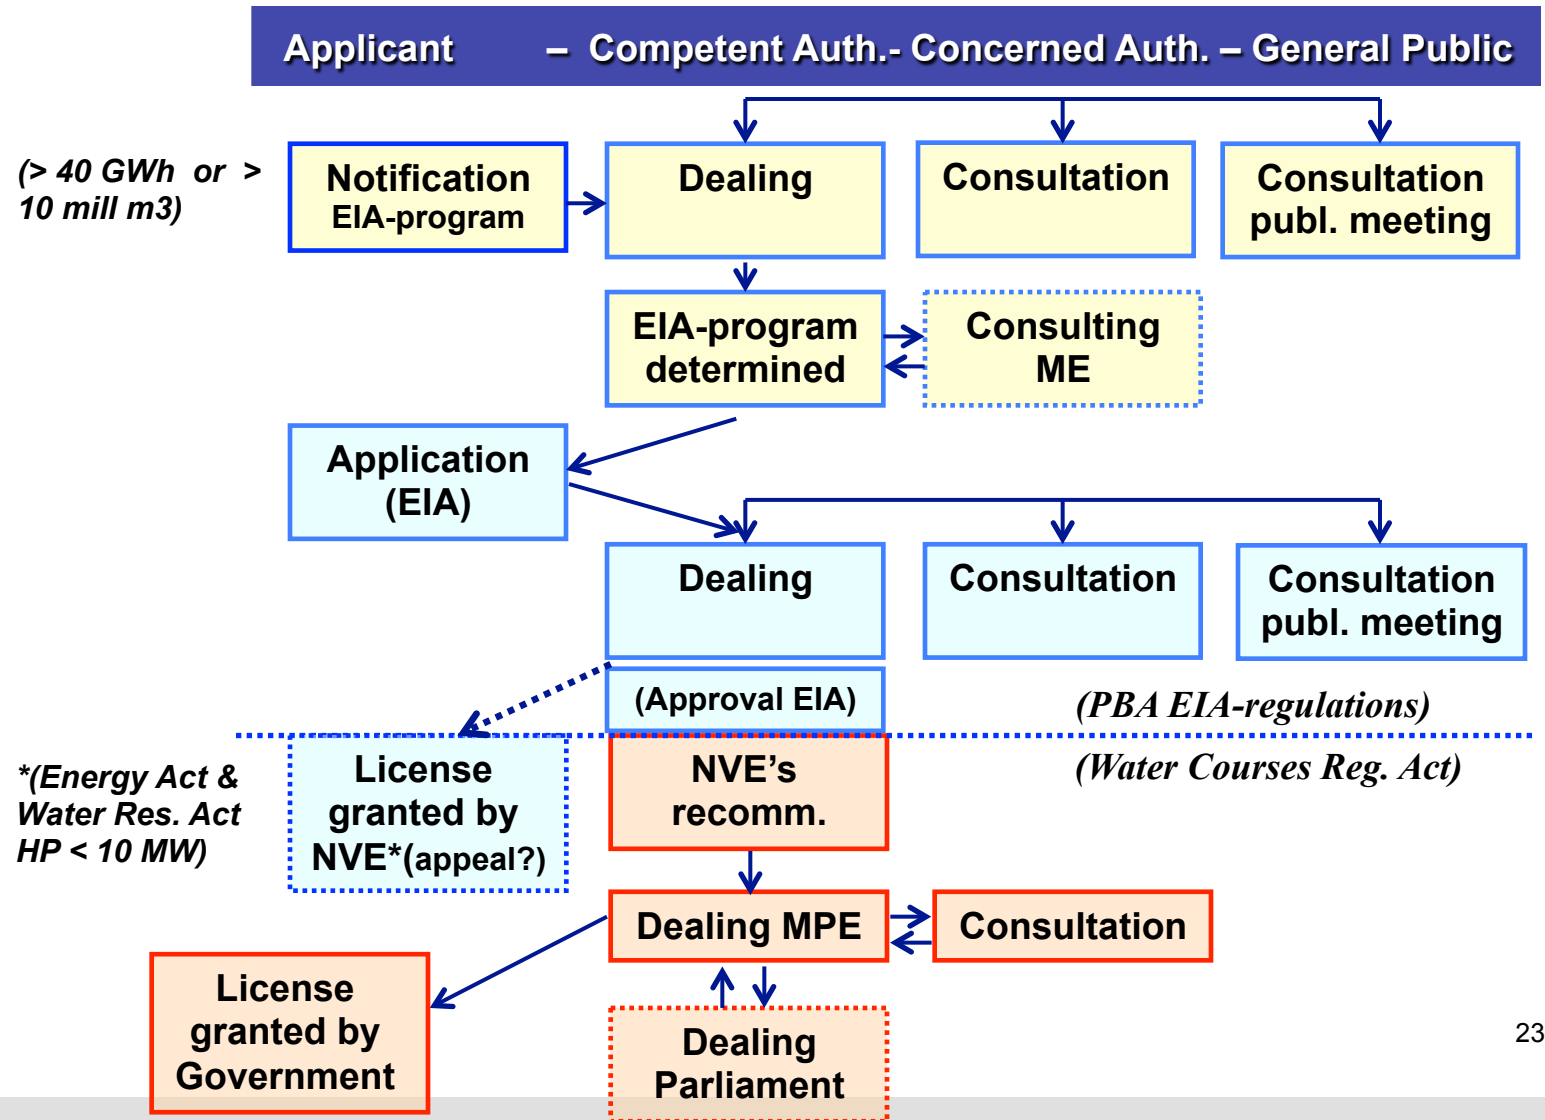 Applicant – Competent Auth.- Concerned Auth. – General Public
(> 40 GWh or >
10 mill m3)
Notification
EIA-program
Dealing
Consultation
Consultation
publ. meeting
EIA-program
determined
Consulting
ME
Application
(EIA)
Dealing
Consultation
Consultation
publ. meeting
(Approval EIA)
(PBA EIA-regulations)
(Water Courses Reg. Act)
*(Energy Act &
Water Res. Act
HP < 10 MW)
License
granted by
NVE*(appeal?)
NVE's
recomm.
Dealing MPE
Consultation
License
granted by
Government
Dealing
Parliament
23